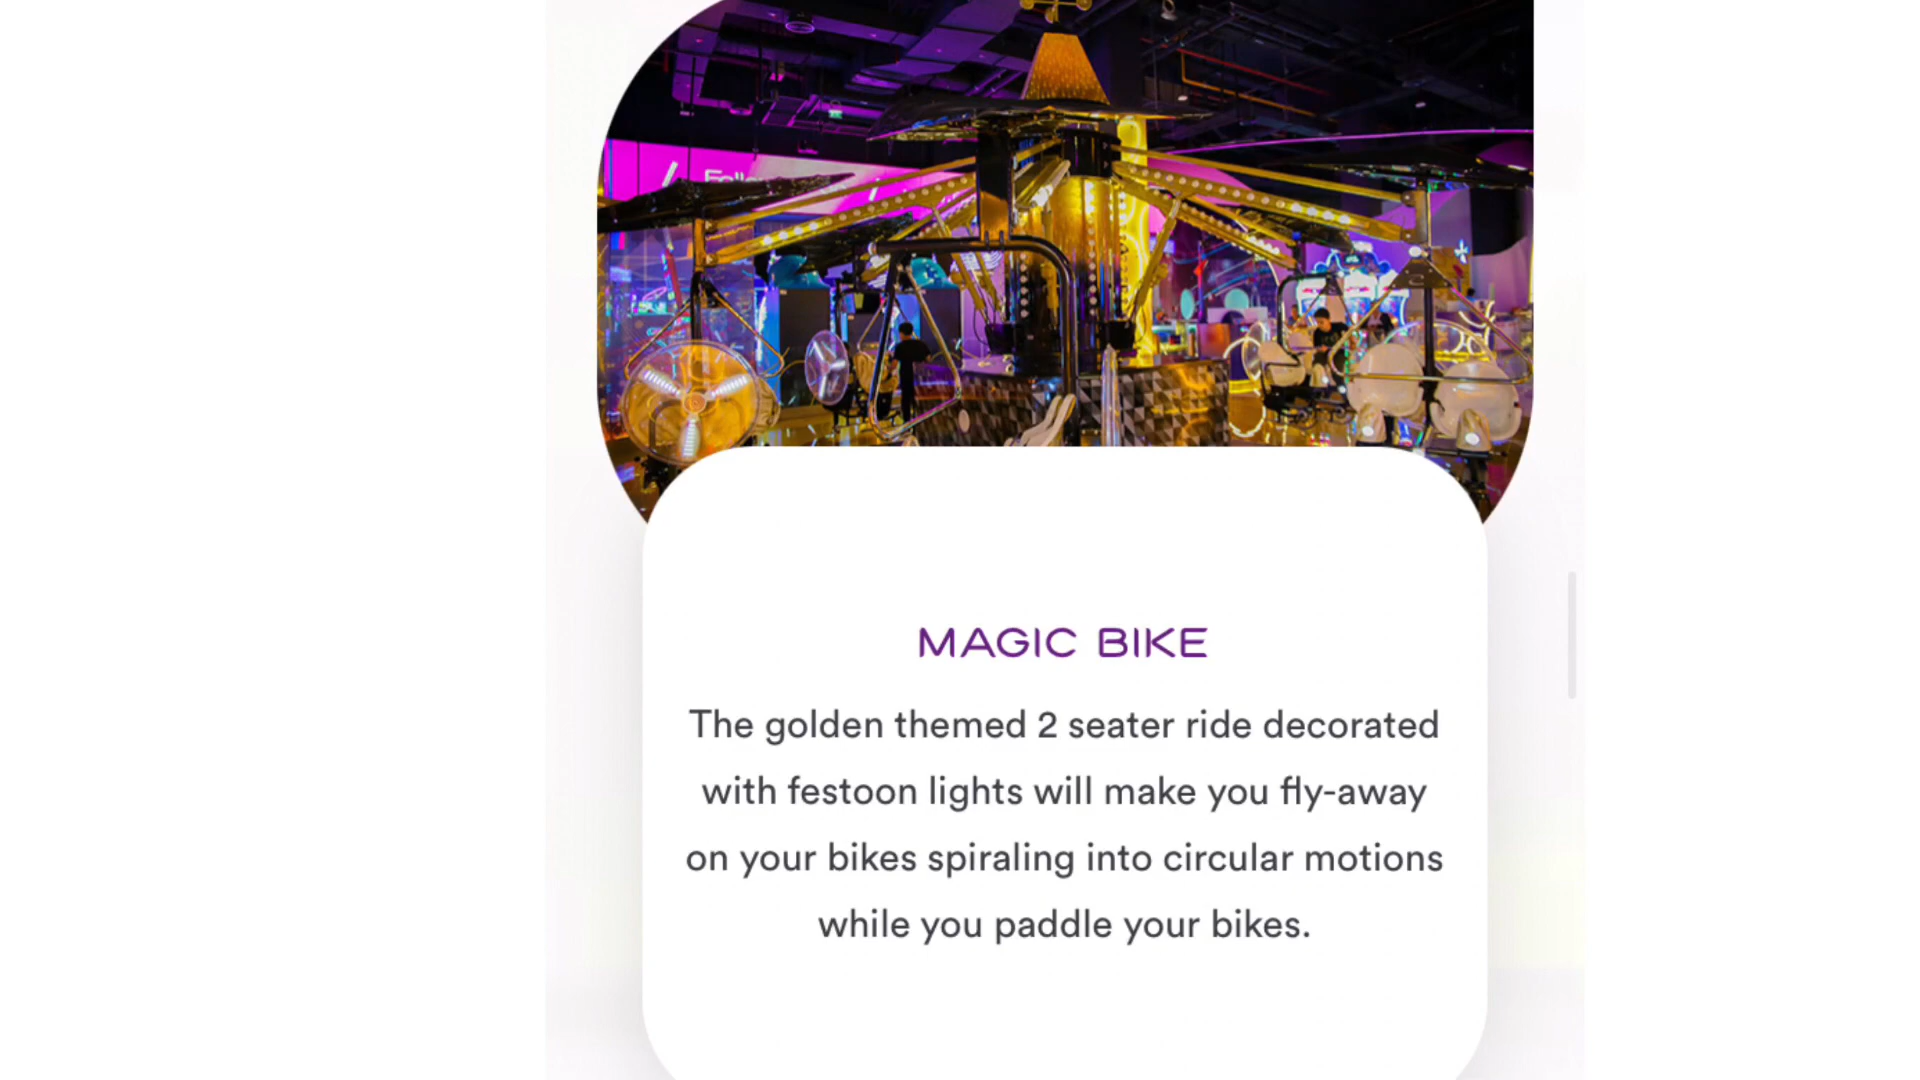 MAGIC BIKE
The golden themed 2 seater ride decorated
with festoon lights will make you fly-away
on your bikes spiraling into circular motions
while you paddle your bikes.